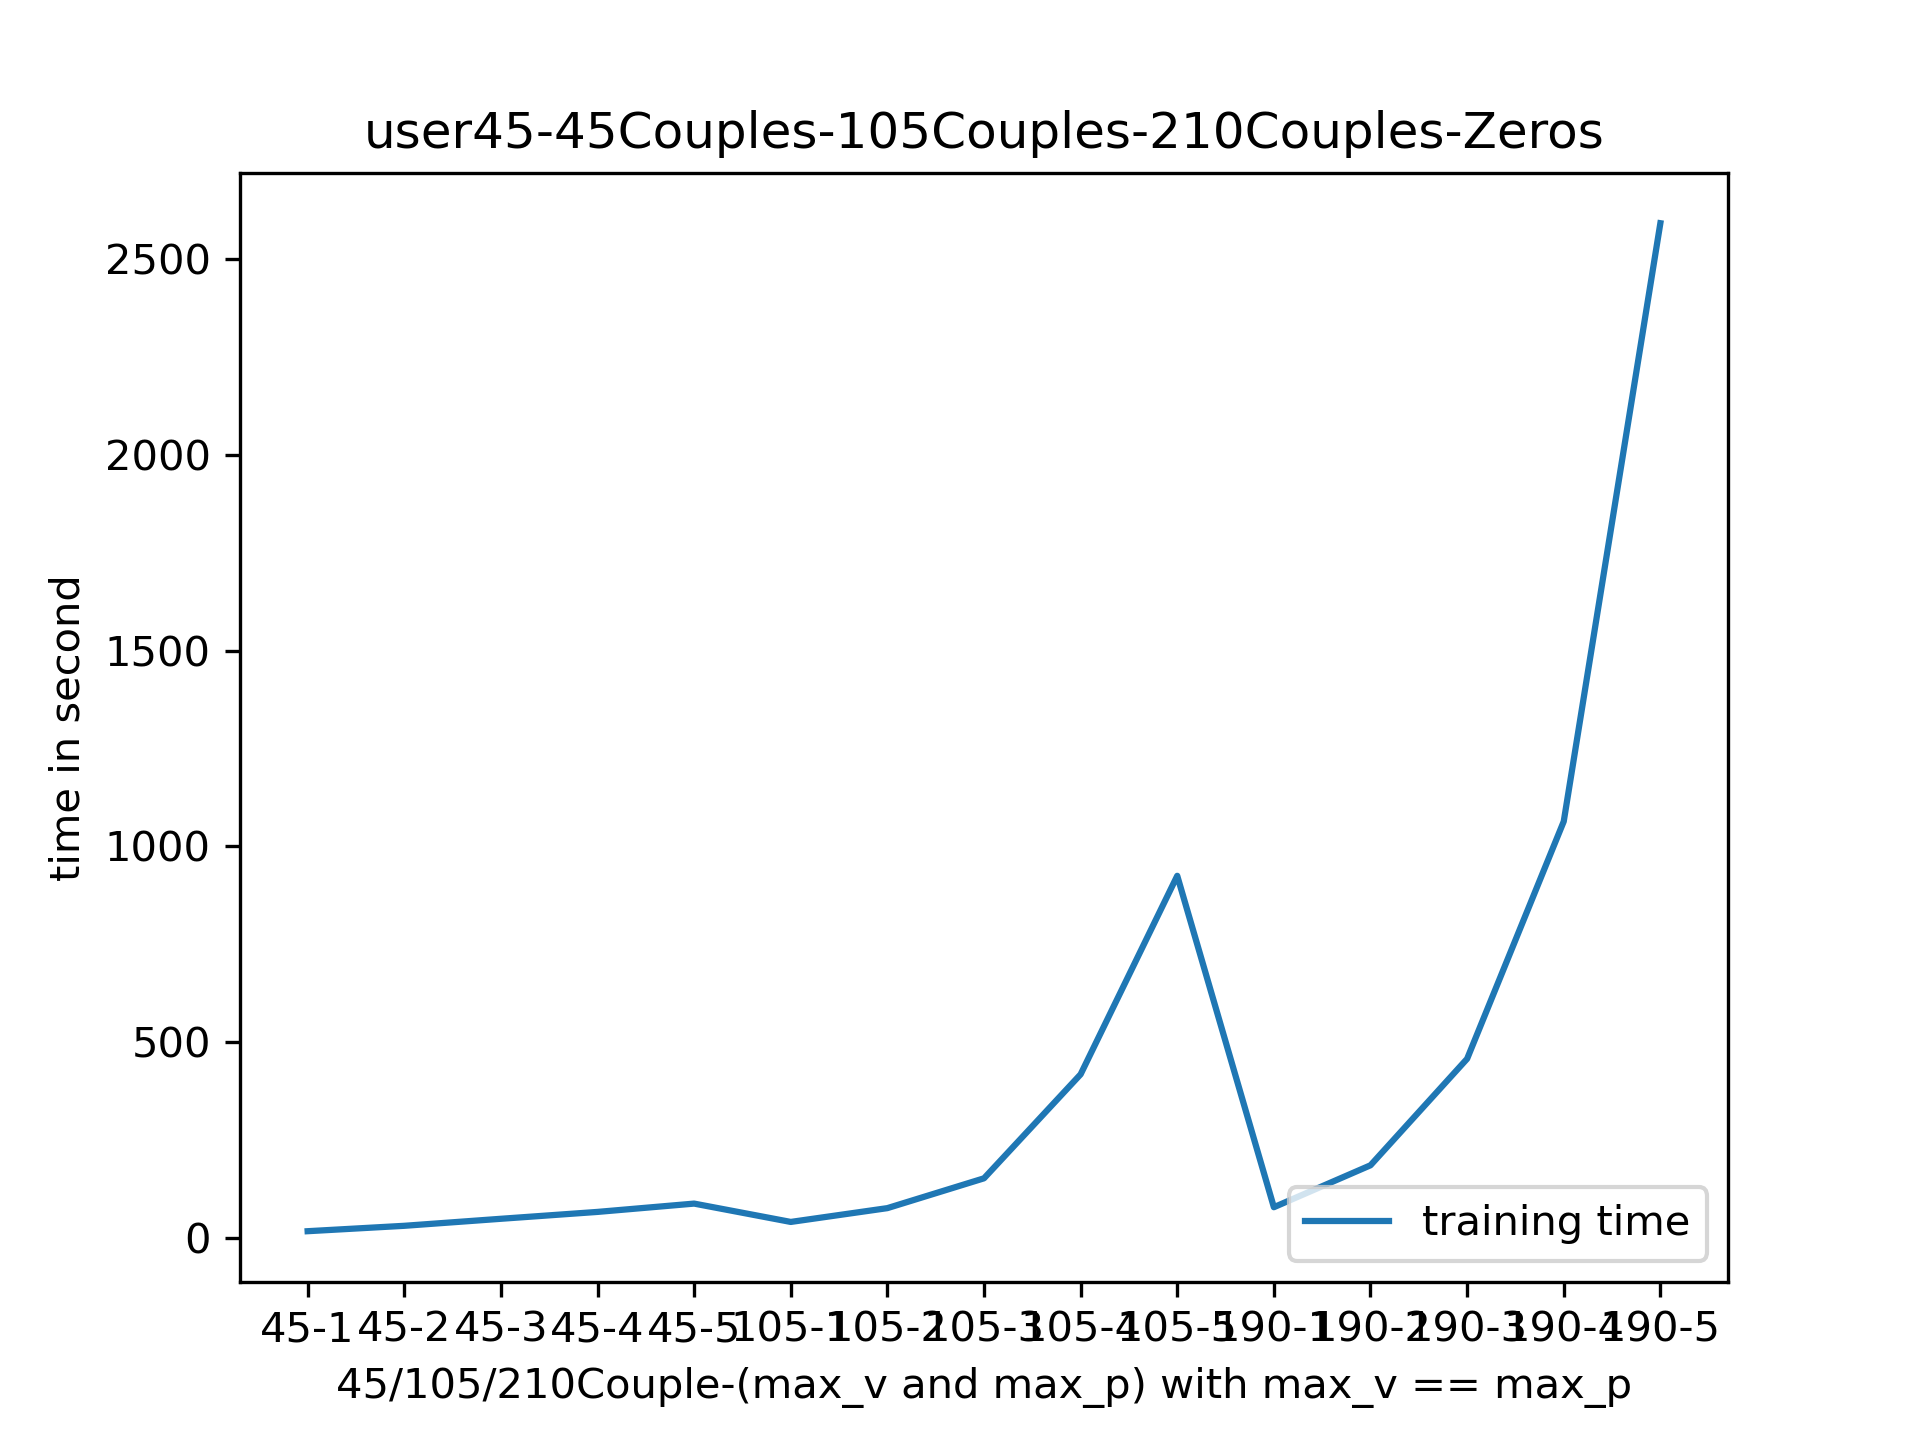 user45-45Couples-105Couples-210Couples-Zeros
2500
2000
1500
1000
500
0
time in second
training time
45-1 45-2 45-3 45-4 45-5 105-1 105-2 105-3 105-4 105-5 190-1 190-2 190-3 190-4 190-5
45/105/210Couple-(max_v and max_p) with max_v == max_p